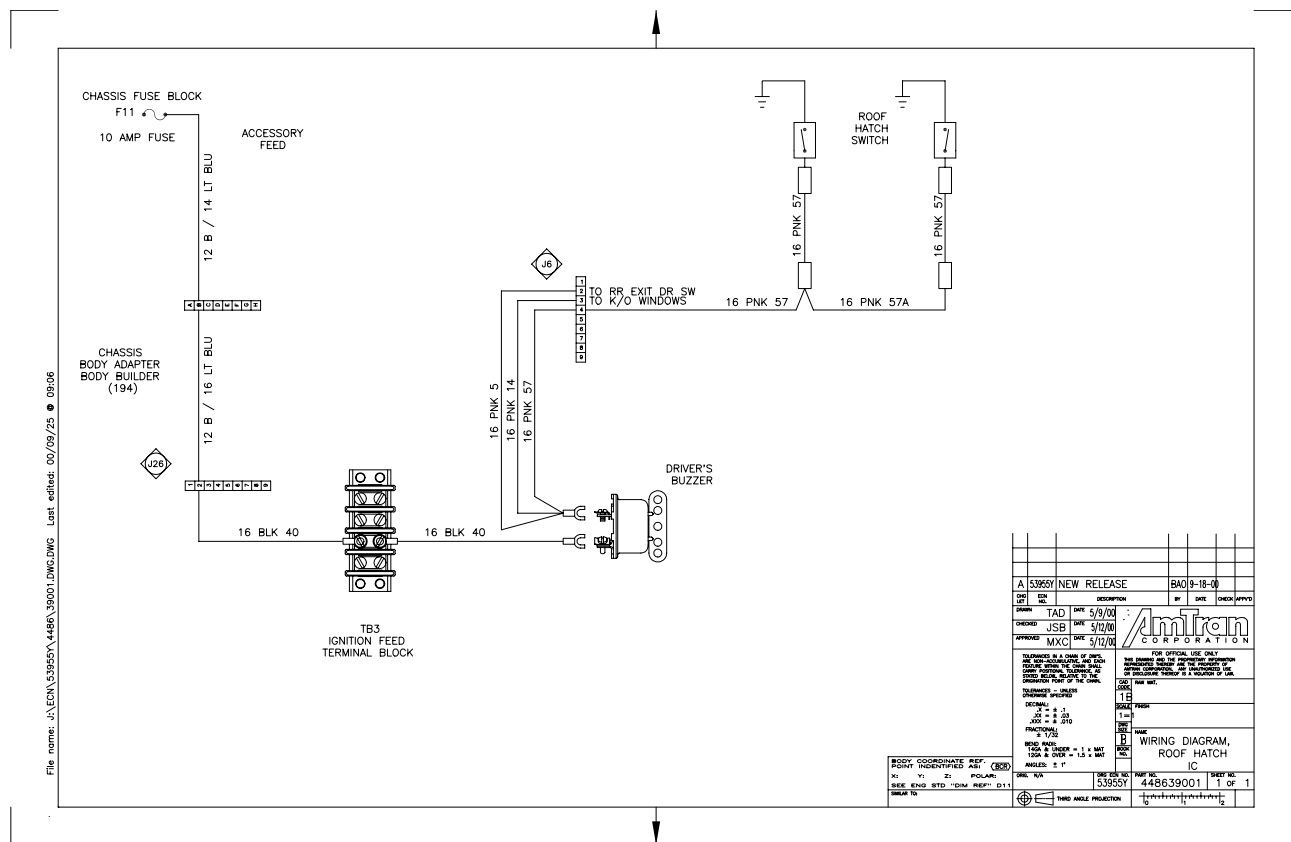 CHASSIS FUSE BLOCK
F11
10 AMP FUSE
ACCESSORY
FEED
12 B / 14 LT BLU
A B C D E F G H
CHASSIS
BODY ADAPTER
BODY BUILDER
(194)
12 B / 16 LT BLU
J26
1 2 3 4 5 6 7 8 9
16 BLK 40
16 BLK 40
TB3
IGNITION FEED
TERMINAL BLOCK
ROOF
HATCH
SWITCH
16 PNK 57
16 PNK 57
J6
1
2
3
4
5
6
7
8
9
TO RR EXIT DR SW
TO K/O WINDOWS
16 PNK 57
16 PNK 57A
16 PNK 5
16 PNK 14
16 PNK 57
DRIVER'S
BUZZER
File name: J:\ECN\53955Y\4486\39001.DWG.DWG Last edited: 00/09/25 @ 09:06
A 53955Y NEW RELEASE BAO 9-18-00
CHG LET ECN NO. DESCRIPTION BY DATE CHECK APPV'D
DRAWN TAD DATE 5/9/00
CHECKED JSB DATE 5/12/00
APPROVED MXC DATE 5/12/00
AmTran
CORPORATION
TOLERANCES IN A CHAIN OF DIM'S.
ARE NON-ACCUMULATIVE, AND EACH
FEATURE WITHIN THE CHAIN SHALL
CARRY POSITIONAL TOLERANCE, AS
STATED BELOW, RELATIVE TO THE
ORIGINATION POINT OF THE CHAIN.
TOLERANCES - UNLESS
OTHERWISE SPECIFIED
DECIMAL:
.X = ± .1
.XX = ± .03
.XXX = ± .010
FRACTIONAL:
± 1/32
BEND RADII:
14GA & UNDER = 1 x MAT
12GA & OVER = 1.5 x MAT
ANGLES: ± 1°
FOR OFFICIAL USE ONLY
THIS DRAWING AND THE PROPRIETARY INFORMATION
REPRESENTED THEREBY ARE THE PROPERTY OF
AMTRAN CORPORATION. ANY UNAUTHORIZED USE
OR DISCLOSURE THEREOF IS A VIOLATION OF LAW.
CAD CODE
1B
RAW MAT.
SCALE
1=1
FINISH
DWG SIZE
B
BOOK NO.
NAME
WIRING DIAGRAM,
ROOF HATCH
IC
ORIG. N/A
ORG ECN NO.
53955Y
PART NO.
448639001
SHEET NO.
1 OF 1
THIRD ANGLE PROJECTION
0 1 2
BODY COORDINATE REF.
POINT INDENTIFIED AS: BCR
X: Y: Z: POLAR:
SEE ENG STD "DIM REF" D11
SIMILAR TO: